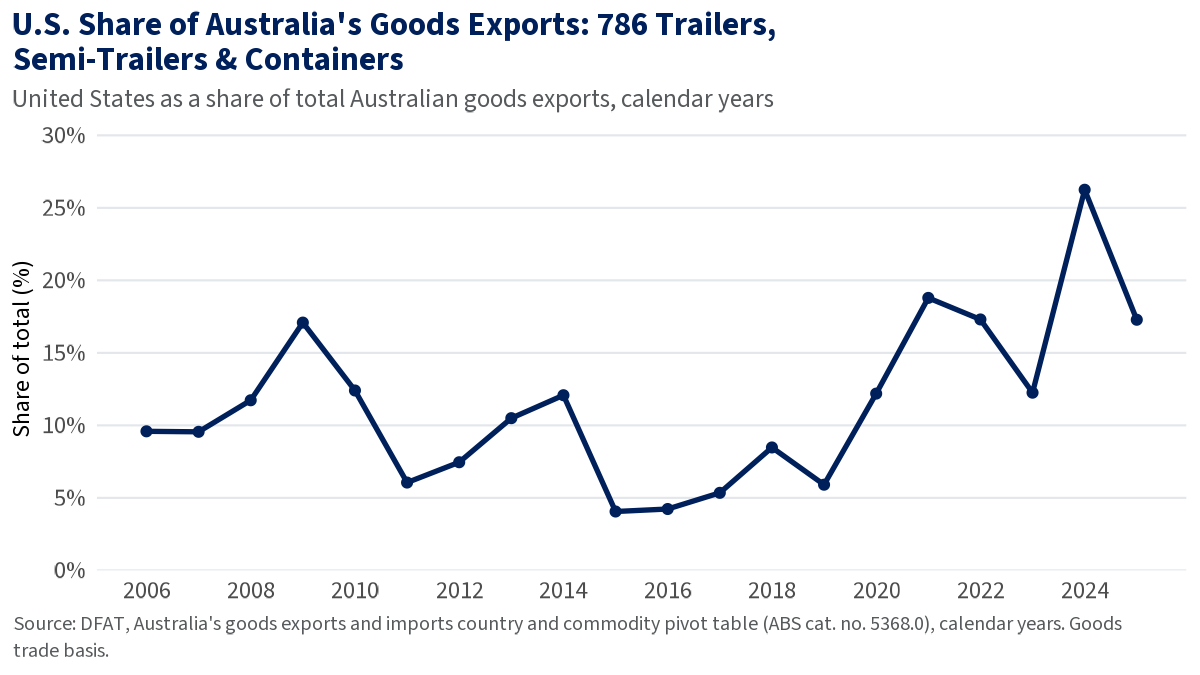 U.S. Share of Australia's Goods Exports: 786 Trailers,
Semi-Trailers & Containers
United States as a share of total Australian goods exports, calendar years
Share of total (%)
30%
25%
20%
15%
10%
5%
0%
2006 2008 2010 2012 2014 2016 2018 2020 2022 2024
Source: DFAT, Australia's goods exports and imports country and commodity pivot table (ABS cat. no. 5368.0), calendar years. Goods
trade basis.